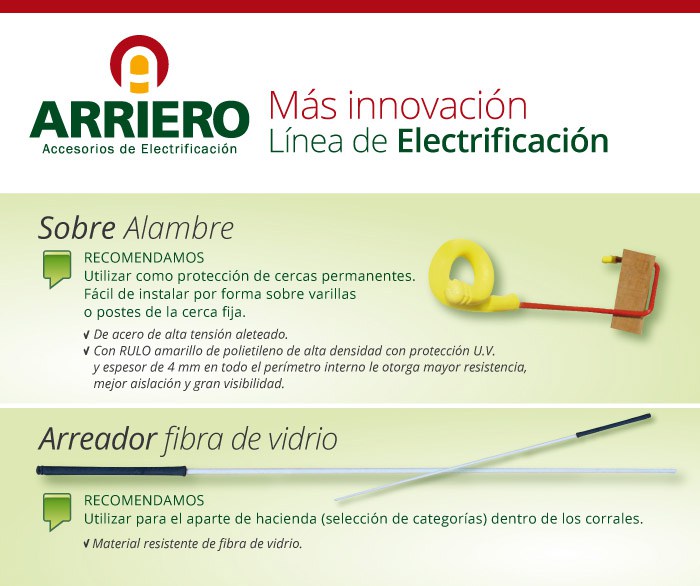 ARRIERO
Accesorios de Electrificación
Más innovación
Línea de Electrificación
Sobre Alambre
RECOMENDAMOS
Utilizar como protección de cercas permanentes.
Fácil de instalar por forma sobre varillas
o postes de la cerca fija.
✓ De acero de alta tensión aleteado.
✓ Con RULO amarillo de polietileno de alta densidad con protección U.V.
y espesor de 4 mm en todo el perímetro interno le otorga mayor resistencia,
mejor aislación y gran visibilidad.
Arreador fibra de vidrio
RECOMENDAMOS
Utilizar para el aparte de hacienda (selección de categorías) dentro de los corrales.
✓ Material resistente de fibra de vidrio.